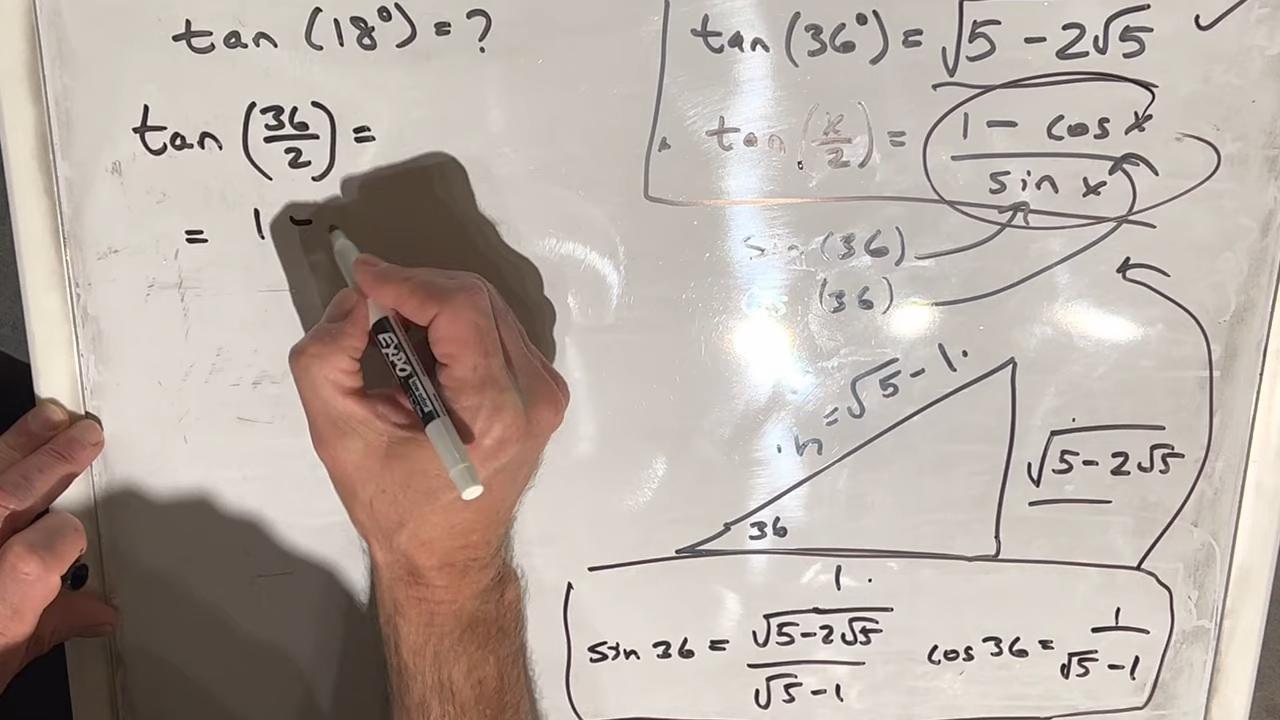 tan (18°) = ?
tan (36/2) =
= 1 -
tan (36°) = √5 - 2√5 ✓
tan (x/2) = 1 - cos x / sin x
sin (36)
(36)
h = √5 - 1
√5 - 2√5
36
1
sin 36 = √5-2√5 / √5-1
cos 36 = 1 / √5-1
EXPO